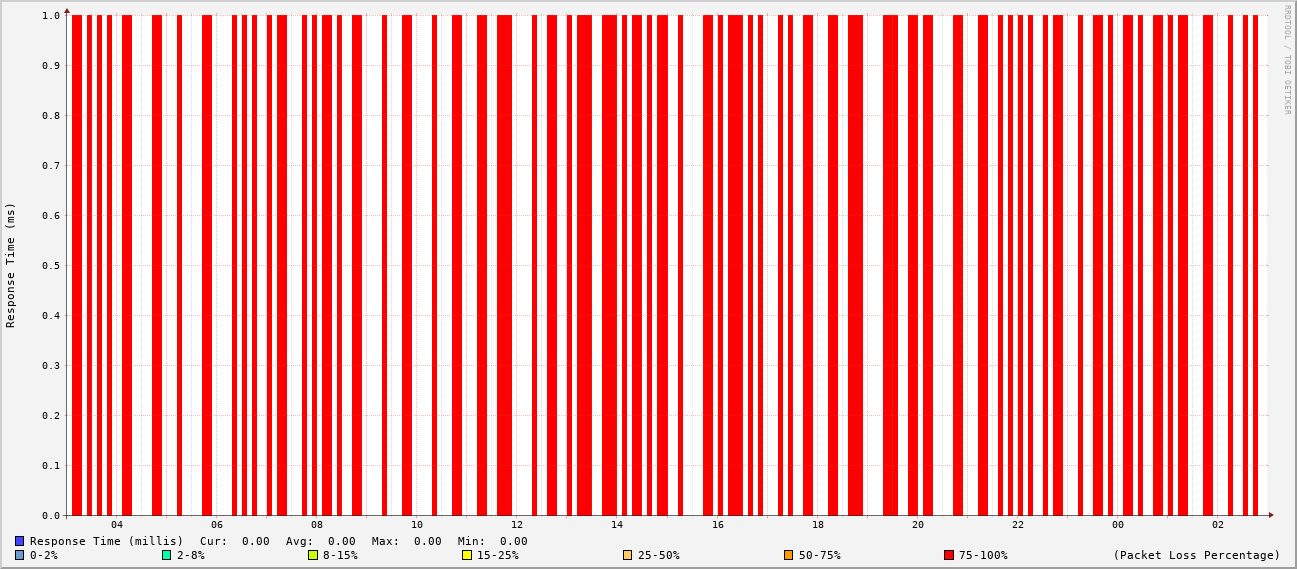 RRDTOOL / TOBI OETIKER
Response Time (ms)
1.0
0.9
0.8
0.7
0.6
0.5
0.4
0.3
0.2
0.1
0.0
04 06 08 10 12 14 16 18 20 22 00 02
Response Time (millis) Cur: 0.00 Avg: 0.00 Max: 0.00 Min: 0.00
0-2% 2-8% 8-15% 15-25% 25-50% 50-75% 75-100% (Packet Loss Percentage)